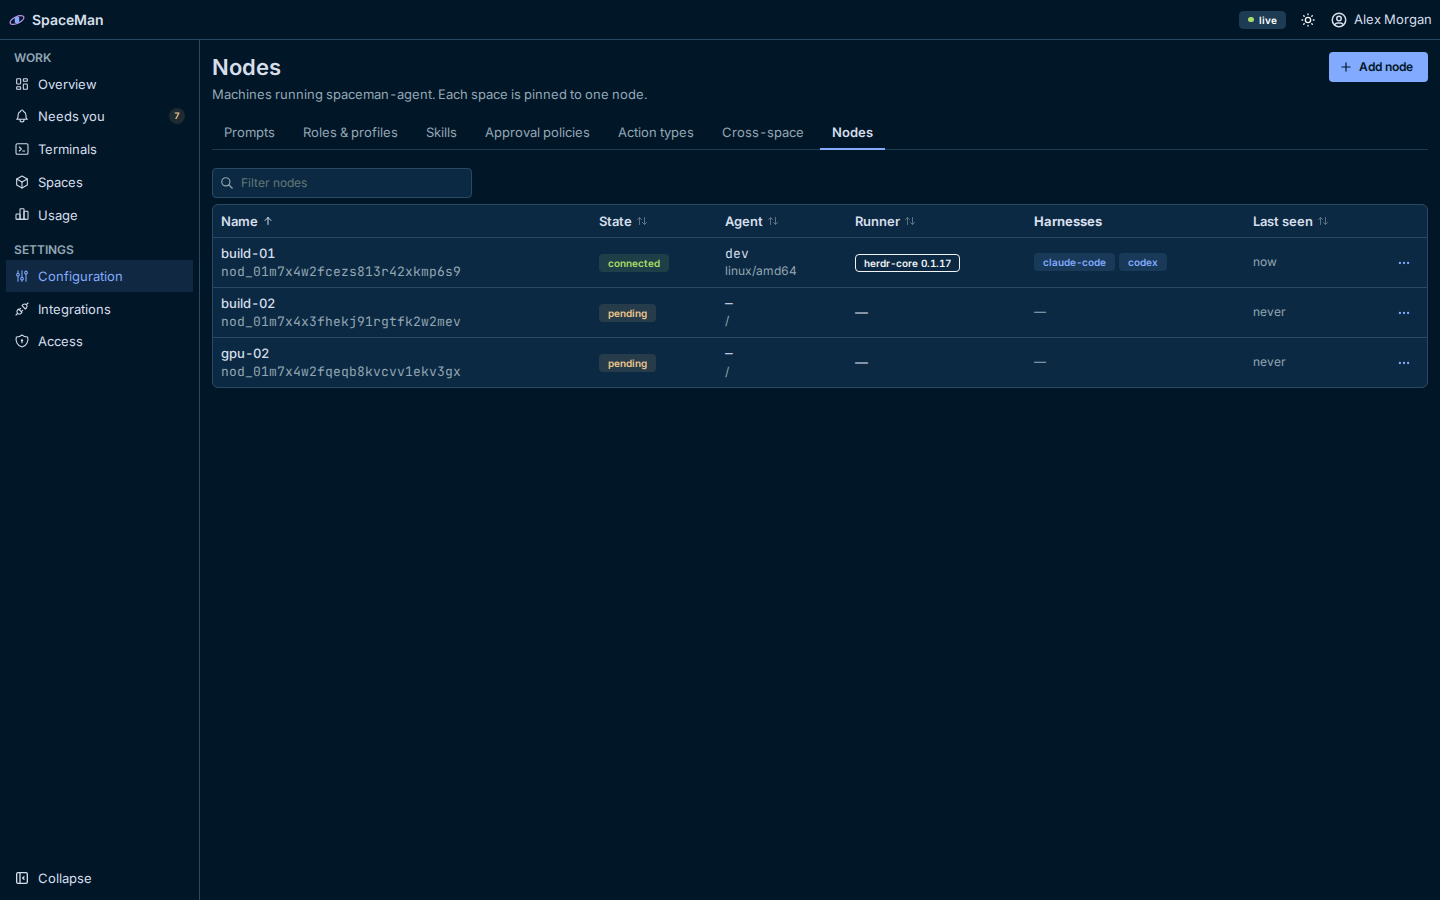 SpaceMan
live
Alex Morgan
WORK
Overview
Needs you 7
Terminals
Spaces
Usage
SETTINGS
Configuration
Integrations
Access
Collapse
Nodes
Add node
Machines running spaceman-agent. Each space is pinned to one node.
Prompts Roles & profiles Skills Approval policies Action types Cross-space Nodes
Filter nodes
Name State Agent Runner Harnesses Last seen
build-01
nod_01m7x4w2fcezs813r42xkmp6s9
connected
dev
linux/amd64
herdr-core 0.1.17
claude-code codex
now
build-02
nod_01m7x4x3fhekj91rgtfk2w2mev
pending
—
/
—
—
never
gpu-02
nod_01m7x4w2fqeqb8kvcvv1ekv3gx
pending
—
/
—
—
never